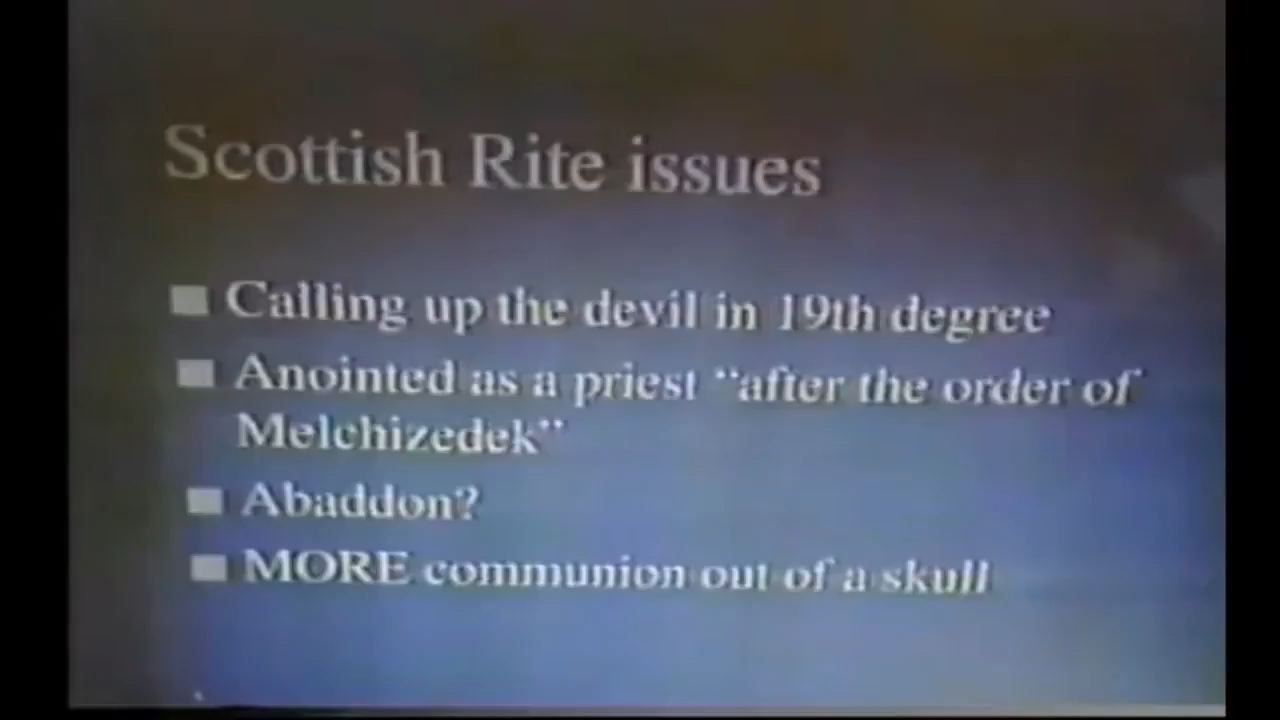 Scottish Rite issues
Calling up the devil in 19th degree
Anointed as a priest “after the order of
Melchizedek”
Abaddon?
MORE communion out of a skull